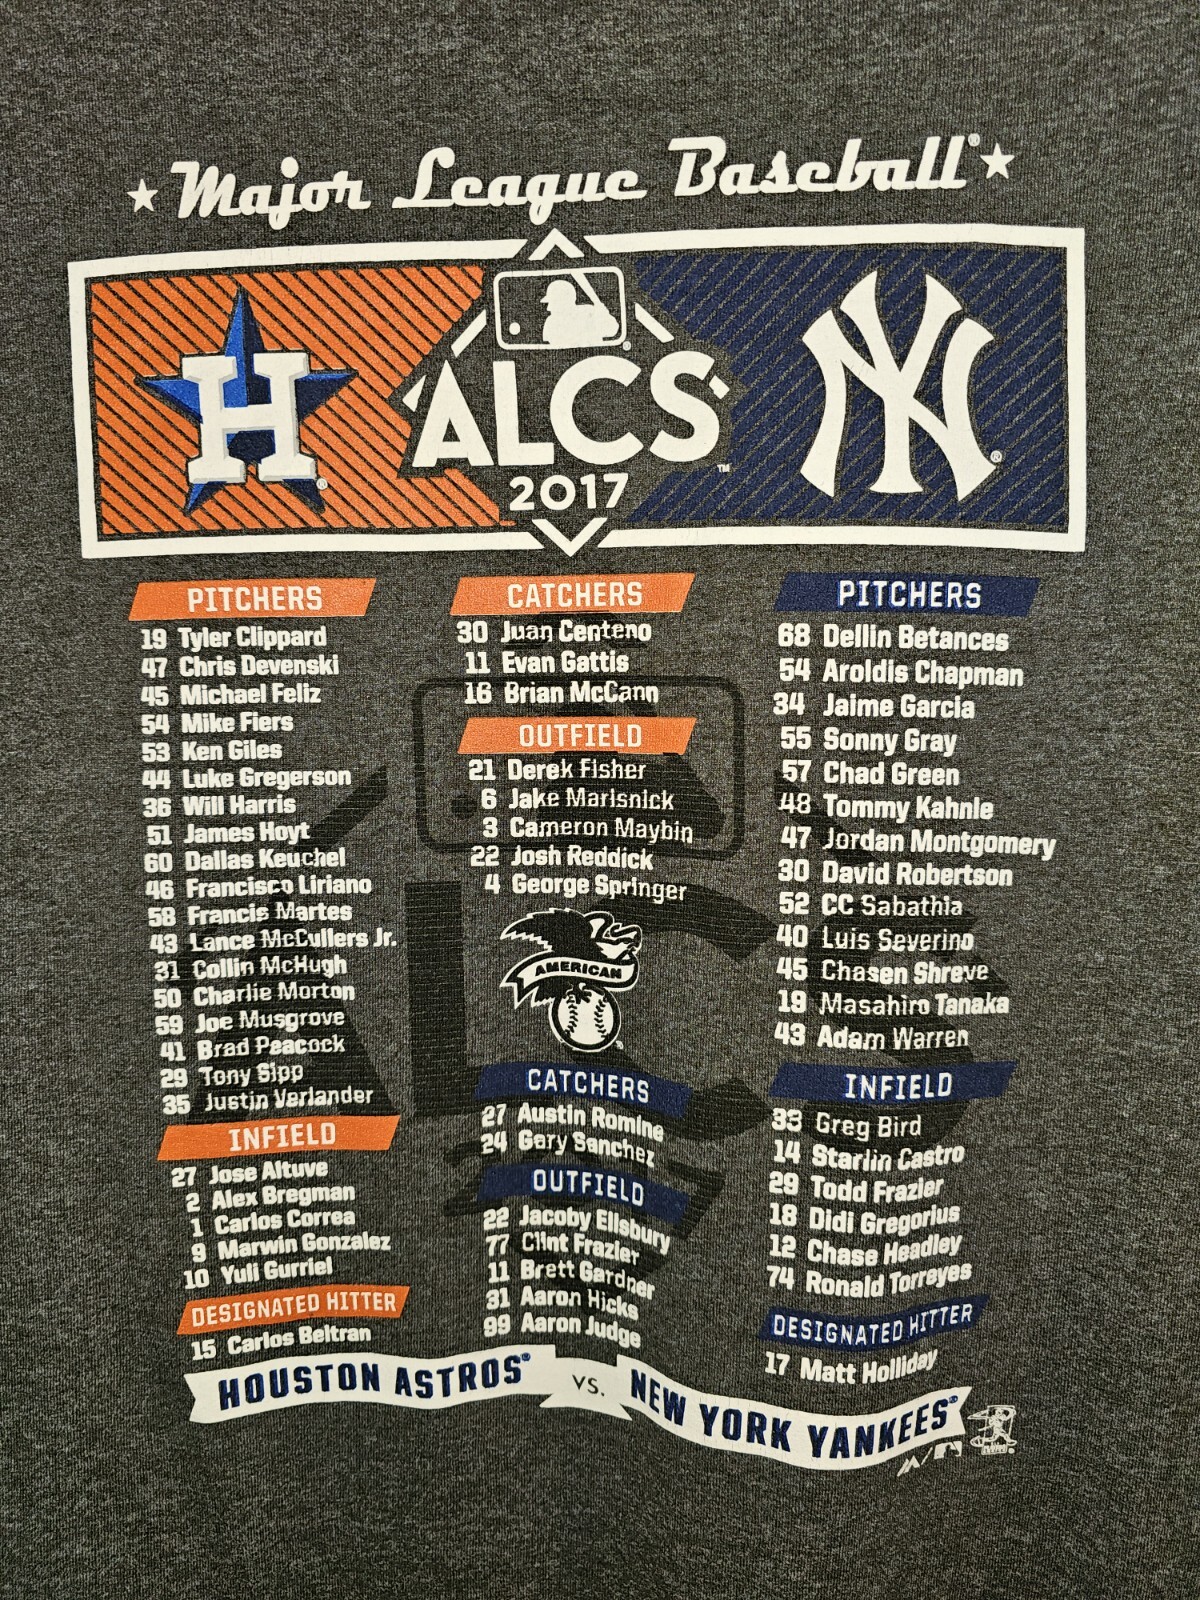 Major League Baseball®
H®
ALCS™
2017
NY®
PITCHERS
19 Tyler Clippard
47 Chris Devenski
45 Michael Feliz
54 Mike Fiers
53 Ken Giles
44 Luke Gregerson
36 Will Harris
51 James Hoyt
60 Dallas Keuchel
46 Francisco Liriano
58 Francis Martes
43 Lance McCullers Jr.
31 Collin McHugh
50 Charlie Morton
59 Joe Musgrove
41 Brad Peacock
29 Tony Sipp
35 Justin Verlander
INFIELD
27 Jose Altuve
2 Alex Bregman
1 Carlos Correa
9 Marwin Gonzalez
10 Yuli Gurriel
DESIGNATED HITTER
15 Carlos Beltran
CATCHERS
30 Juan Centeno
11 Evan Gattis
16 Brian McCann
OUTFIELD
21 Derek Fisher
6 Jake Marisnick
3 Cameron Maybin
22 Josh Reddick
4 George Springer
AMERICAN
CATCHERS
27 Austin Romine
24 Gary Sanchez
OUTFIELD
22 Jacoby Ellsbury
77 Clint Frazier
11 Brett Gardner
31 Aaron Hicks
99 Aaron Judge
PITCHERS
68 Dellin Betances
54 Aroldis Chapman
34 Jaime Garcia
55 Sonny Gray
57 Chad Green
48 Tommy Kahnle
47 Jordan Montgomery
30 David Robertson
52 CC Sabathia
40 Luis Severino
45 Chasen Shreve
19 Masahiro Tanaka
43 Adam Warren
INFIELD
33 Greg Bird
14 Starlin Castro
29 Todd Frazier
18 Didi Gregorius
12 Chase Headley
74 Ronald Torreyes
DESIGNATED HITTER
17 Matt Holliday
HOUSTON ASTROS® VS. NEW YORK YANKEES®
ALCS
2017